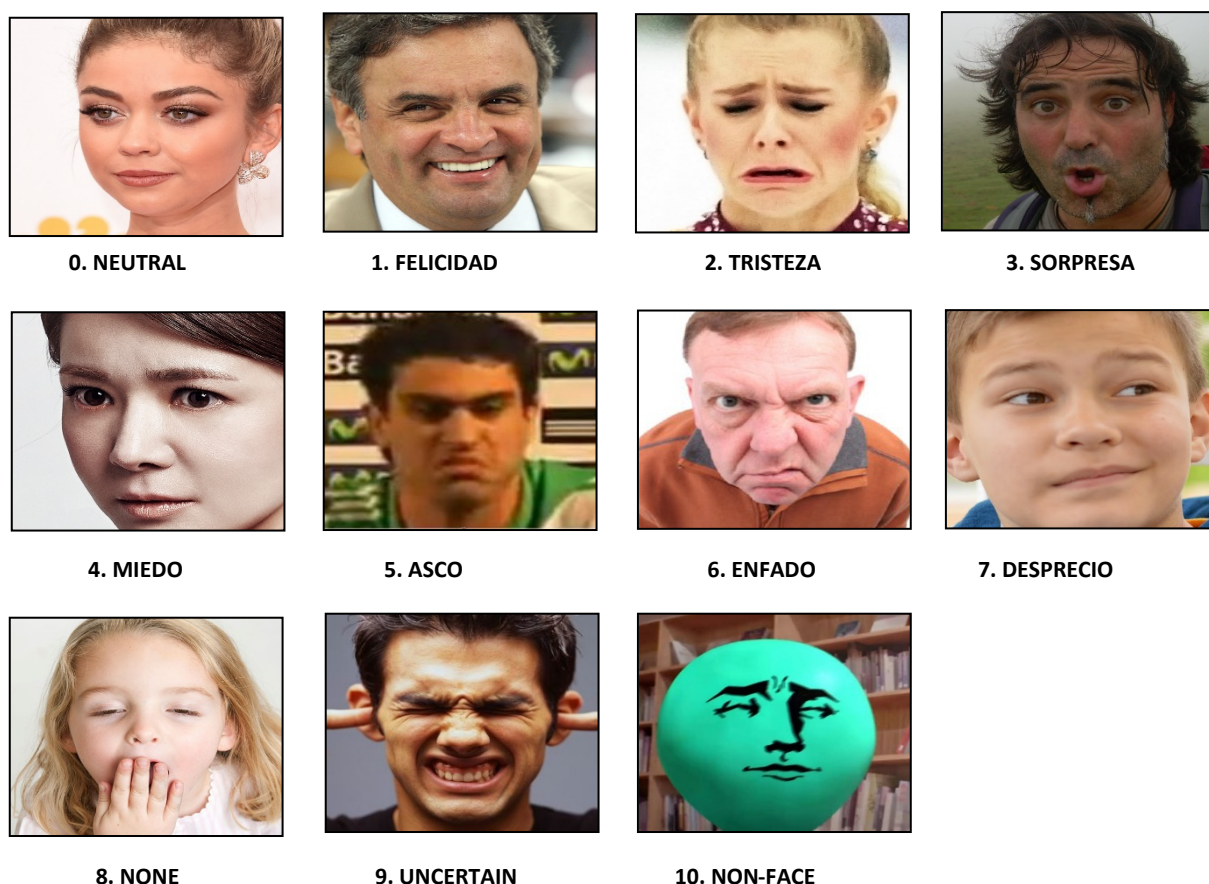 0. NEUTRAL
1. FELICIDAD
2. TRISTEZA
3. SORPRESA
Ba
4. MIEDO
5. ASCO
6. ENFADO
7. DESPRECIO
8. NONE
9. UNCERTAIN
10. NON-FACE